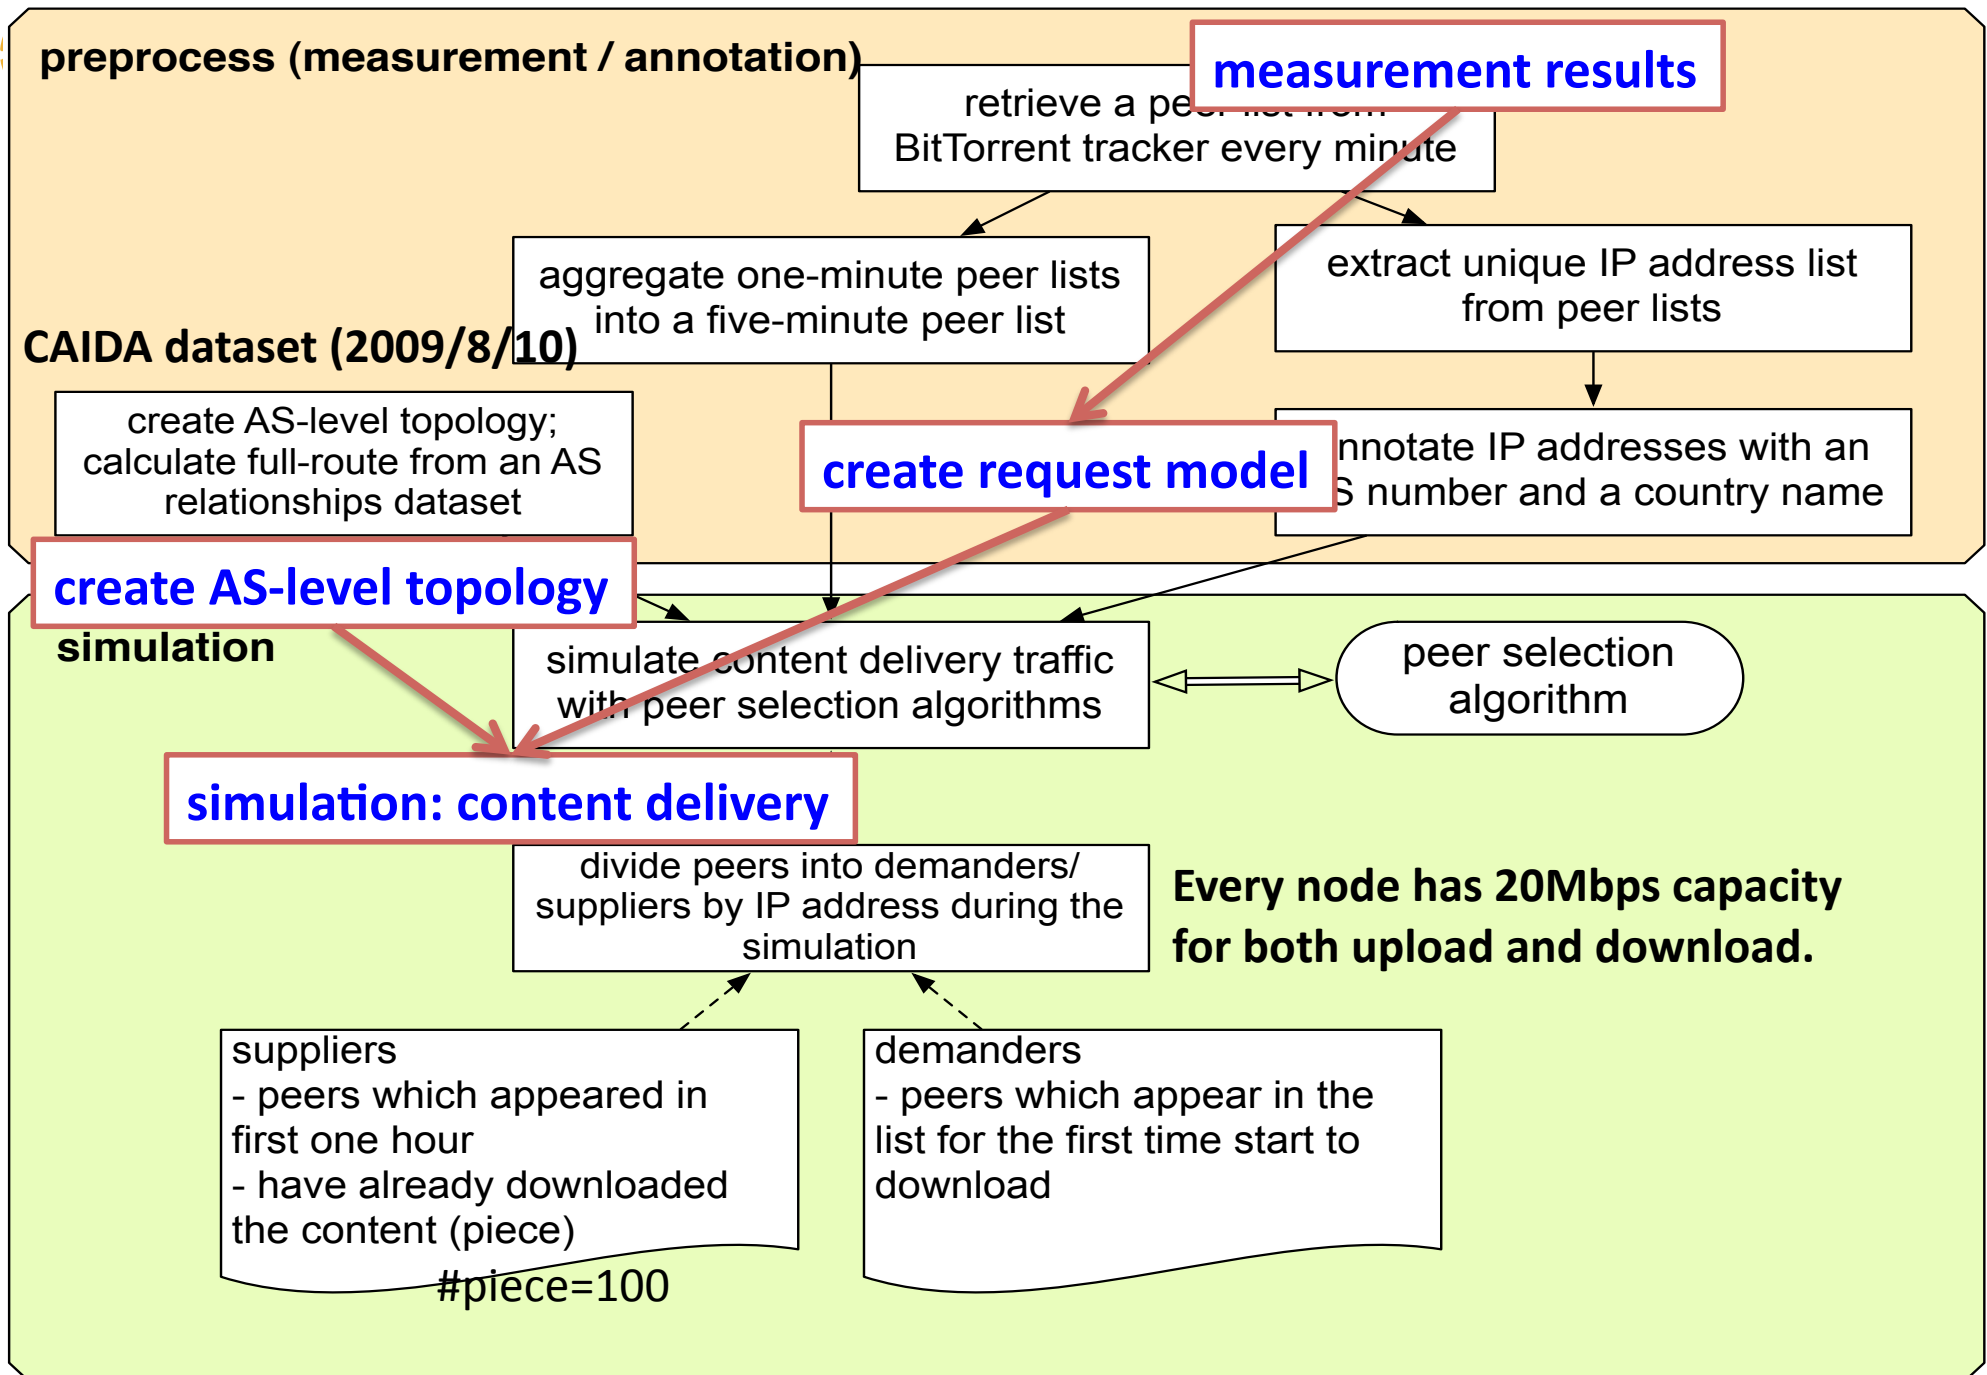 preprocess (measurement / annotation)
measurement results
retrieve a peer list from
BitTorrent tracker every minute
aggregate one-minute peer lists
into a five-minute peer list
extract unique IP address list
from peer lists
CAIDA dataset (2009/8/10)
create AS-level topology;
calculate full-route from an AS
relationships dataset
create request model
nnotate IP addresses with an
S number and a country name
create AS-level topology
simulation
simulate content delivery traffic
with peer selection algorithms
peer selection
algorithm
simulation: content delivery
divide peers into demanders/
suppliers by IP address during the
simulation
Every node has 20Mbps capacity
for both upload and download.
suppliers
- peers which appeared in
first one hour
- have already downloaded
the content (piece)
#piece=100
demanders
- peers which appear in the
list for the first time start to
download